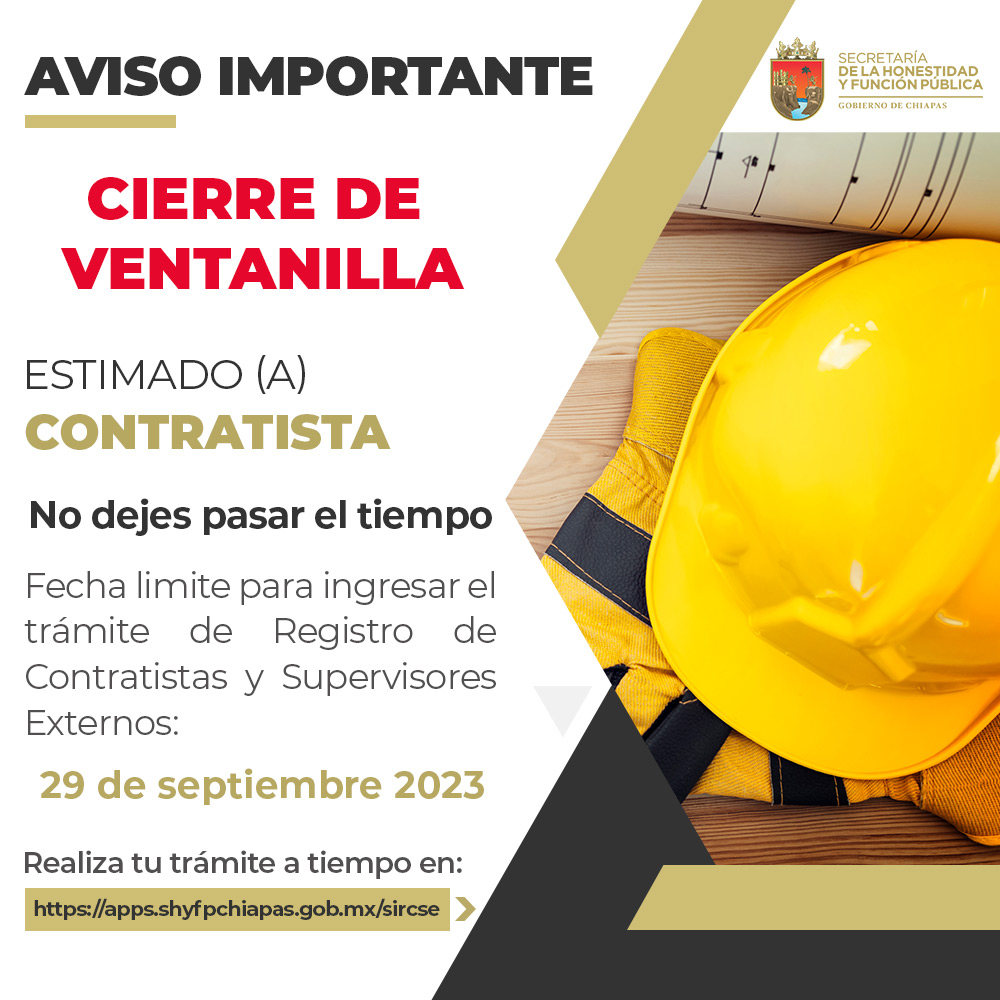 AVISO IMPORTANTE
SECRETARÍA
DE LA HONESTIDAD
Y FUNCIÓN PÚBLICA
GOBIERNO DE CHIAPAS
CIERRE DE
VENTANILLA
ESTIMADO (A)
CONTRATISTA
No dejes pasar el tiempo
Fecha limite para ingresar el
trámite de Registro de
Contratistas y Supervisores
Externos:
29 de septiembre 2023
Realiza tu trámite a tiempo en:
https://apps.shyfpchiapas.gob.mx/sircse